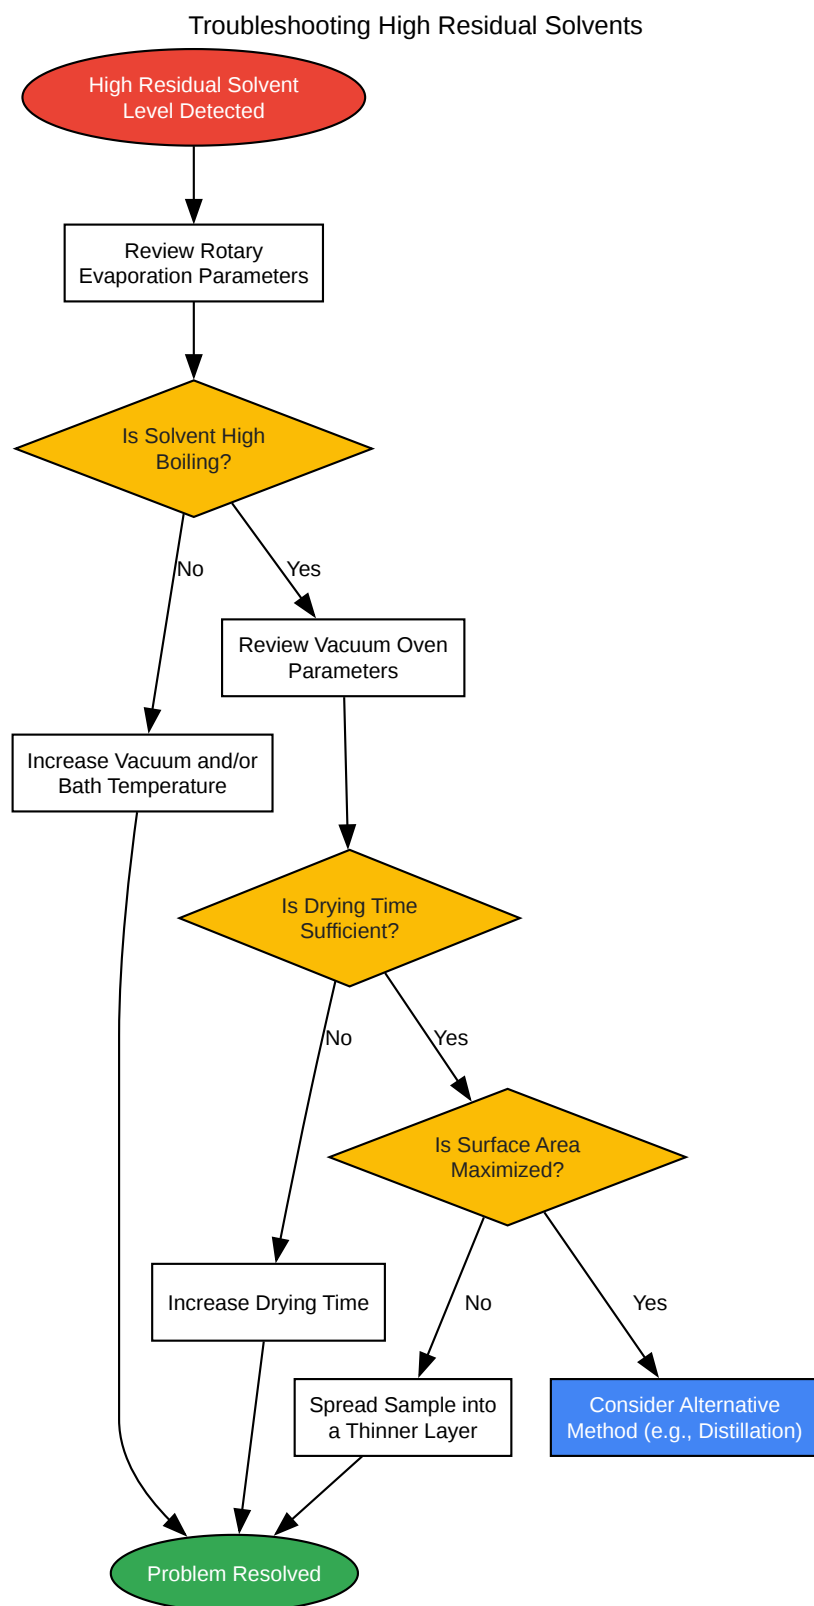 Troubleshooting High Residual Solvents
High Residual Solvent
Level Detected
Review Rotary
Evaporation Parameters
Is Solvent High
Boiling?
No
Yes
Review Vacuum Oven
Parameters
Increase Vacuum and/or
Bath Temperature
Is Drying Time
Sufficient?
No
Yes
Is Surface Area
Maximized?
Increase Drying Time
No
Yes
Spread Sample into
a Thinner Layer
Consider Alternative
Method (e.g., Distillation)
Problem Resolved